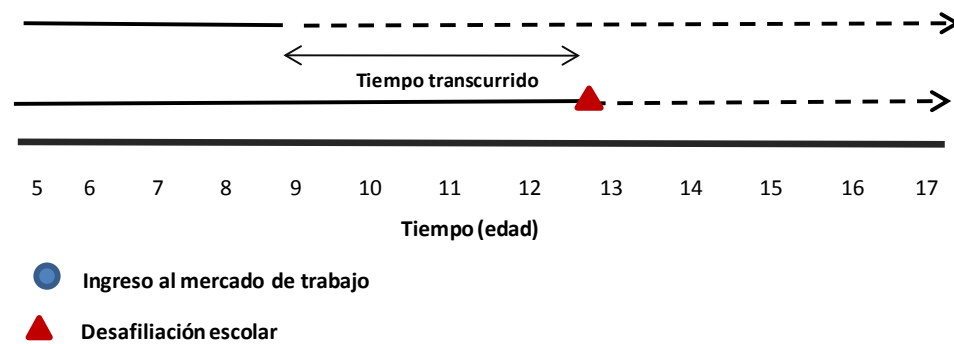 Tiempo transcurrido
5 6 7 8 9 10 11 12 13 14 15 16 17
Tiempo (edad)
Ingreso al mercado de trabajo
Desafiliación escolar